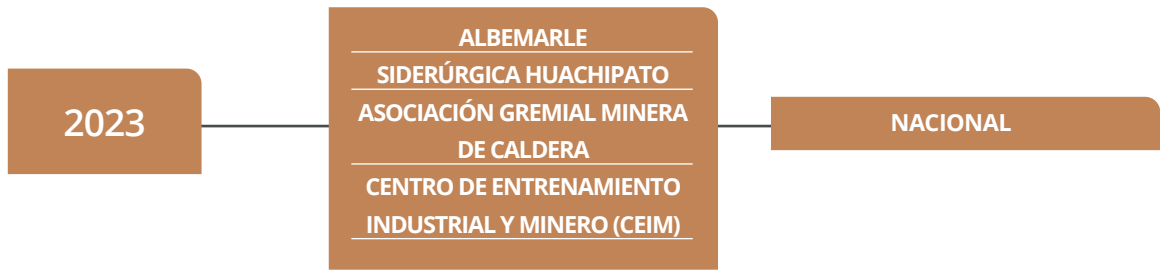 2023
ALBEMARLE
SIDERÚRGICA HUACHIPATO
ASOCIACIÓN GREMIAL MINERA
DE CALDERA
CENTRO DE ENTRENAMIENTO
INDUSTRIAL Y MINERO (CEIM)
NACIONAL